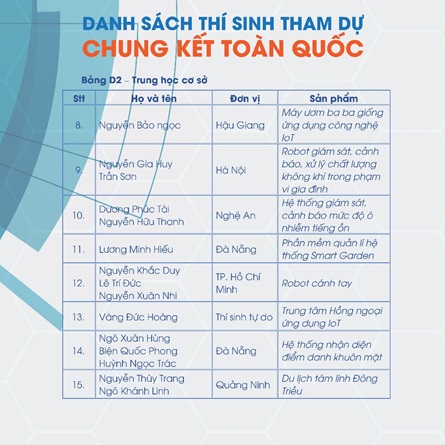 DANH SÁCH THÍ SINH THAM DỰ
CHUNG KẾT TOÀN QUỐC
Bảng D2 – Trung học cơ sở
Stt Họ và tên Đơn vị Sản phẩm
8. Nguyễn Bảo ngọc Hậu Giang Máy ươm ba ba giống
ứng dụng công nghệ
IoT
9. Nguyễn Gia Huy
Trần Sơn Hà Nội Robot giám sát, cảnh
báo, xử lý chất lượng
không khí trong phạm
vi gia đình
10. Dương Phúc Tài
Nguyễn Hữu Thanh Nghệ An Hệ thống giám sát,
cảnh báo mức độ ô
nhiễm tiếng ồn
11. Lương Minh Hiếu Đà Nẵng Phần mềm quản lí hệ
thống Smart Garden
12. Nguyễn Khắc Duy
Lê Trí Đức
Nguyễn Xuân Nhi TP. Hồ Chí
Minh Robot cánh tay
13. Vàng Đức Hoàng Thí sinh tự do Trung tâm Hồng ngoại
ứng dụng IoT
14. Ngô Xuân Hùng
Biện Quốc Phong
Huỳnh Ngọc Trác Đà Nẵng Hệ thống nhận diện
điểm danh khuôn mặt
15. Nguyễn Thùy Trang
Ngô Khánh Linh Quảng Ninh Du lịch tâm linh Đông
Triều